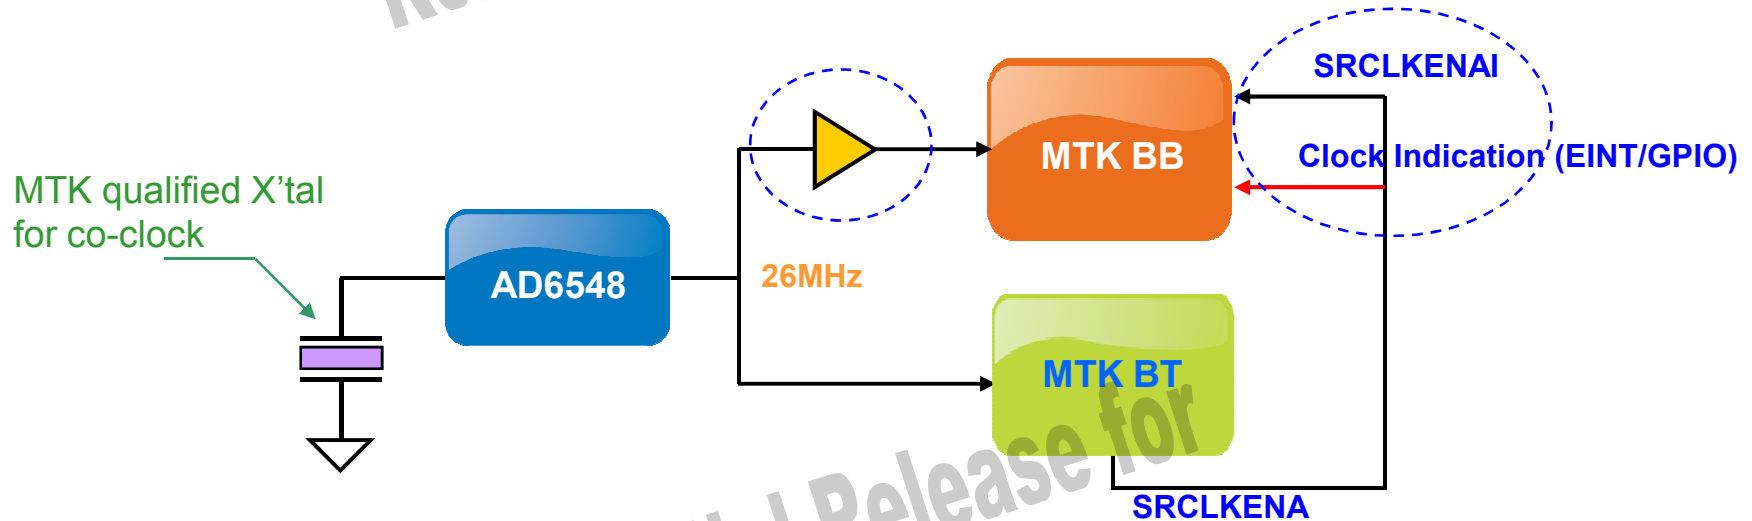 SRCLKENAI
MTK BB
Clock Indication (EINT/GPIO)
MTK qualified X'tal
for co-clock
AD6548
26MHz
MTK BT
Release for
SRCLKENA